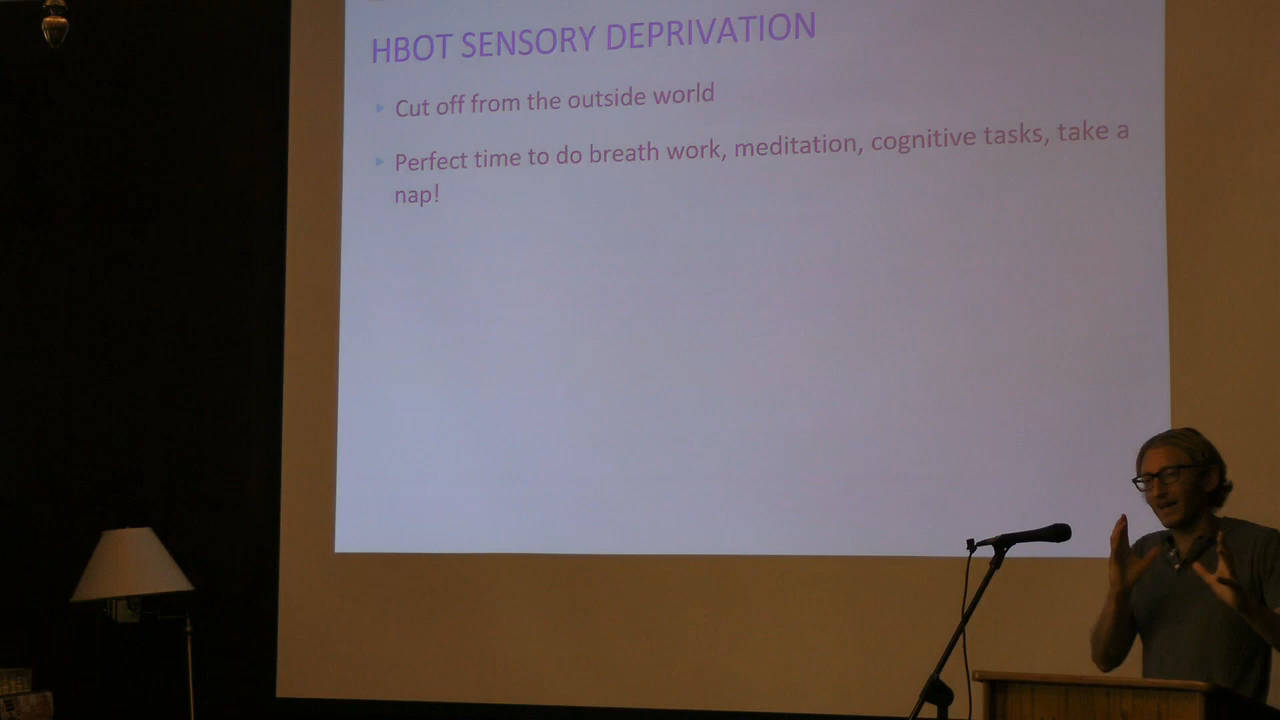 HBOT SENSORY DEPRIVATION
Cut off from the outside world
Perfect time to do breath work, meditation, cognitive tasks, take a
nap!